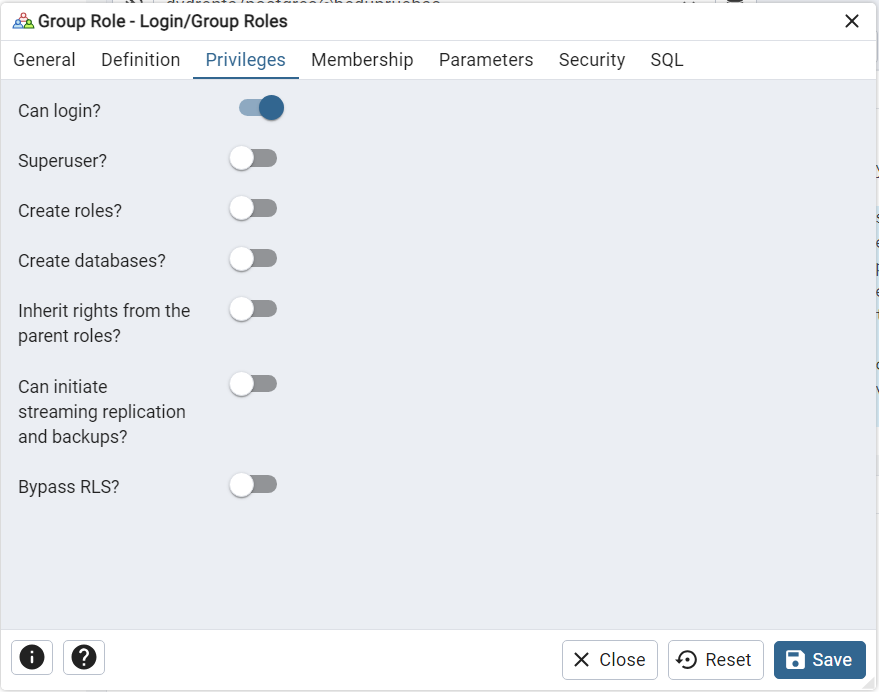 Group Role - Login/Group Roles
General Definition Privileges Membership Parameters Security SQL
Can login?
Superuser?
Create roles?
Create databases?
Inherit rights from the
parent roles?
Can initiate
streaming replication
and backups?
Bypass RLS?
Close Reset Save